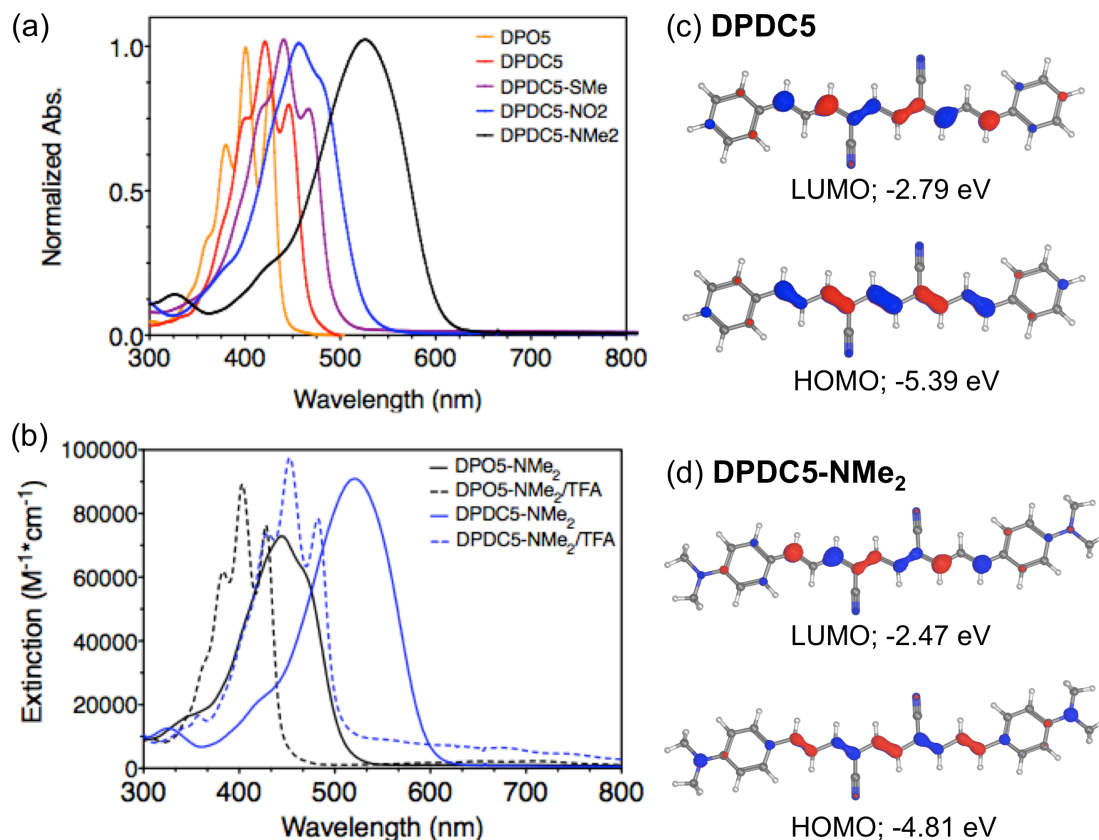 (a)
Normalized Abs.
1.0
0.5
0.0
300 400 500 600 700 800
Wavelength (nm)
DPO5
DPDC5
DPDC5-SMe
DPDC5-NO2
DPDC5-NMe2
(b)
Extinction (M⁻¹*cm⁻¹)
100000
80000
60000
40000
20000
0
300 400 500 600 700 800
Wavelength (nm)
DPO5-NMe₂
DPO5-NMe₂/TFA
DPDC5-NMe₂
DPDC5-NMe₂/TFA
(c) DPDC5
LUMO; -2.79 eV
HOMO; -5.39 eV
(d) DPDC5-NMe₂
LUMO; -2.47 eV
HOMO; -4.81 eV